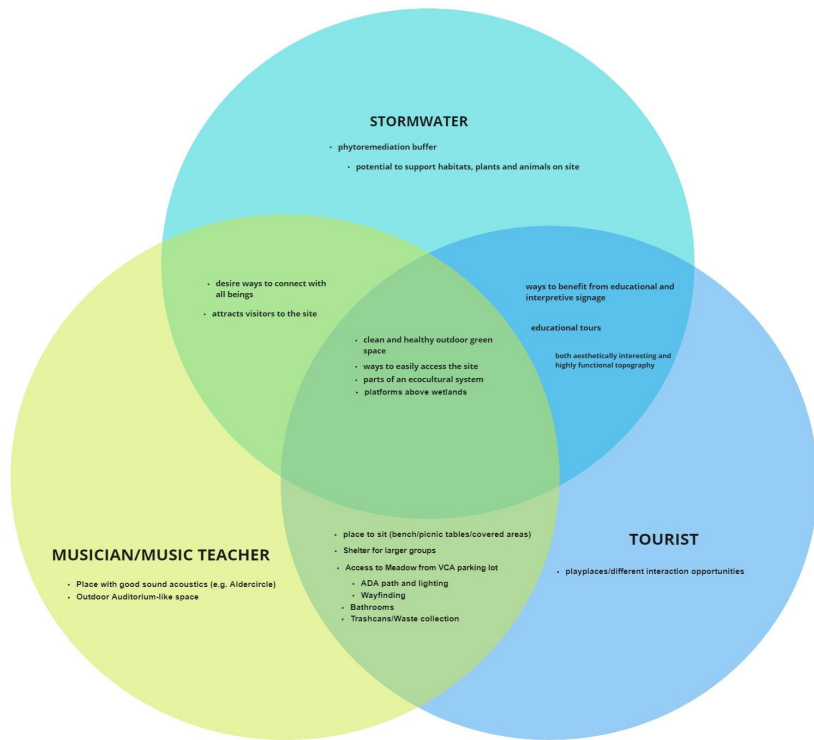 STORMWATER
• phytoremediation buffer
• potential to support habitats, plants and animals on site
• desire ways to connect with
all beings
• attracts visitors to the site
ways to benefit from educational and
interpretive signage
educational tours
both aesthetically interesting and
highly functional topography
• clean and healthy outdoor green
space
• ways to easily access the site
• parts of an ecocultural system
• platforms above wetlands
MUSICIAN/MUSIC TEACHER
• Place with good sound acoustics (e.g. Aldercircle)
• Outdoor Auditorium-like space
• place to sit (bench/picnic tables/covered areas)
• Shelter for larger groups
• Access to Meadow from VCA parking lot
• ADA path and lighting
• Wayfinding
• Bathrooms
• Trashcans/Waste collection
TOURIST
• playplaces/different interaction opportunities